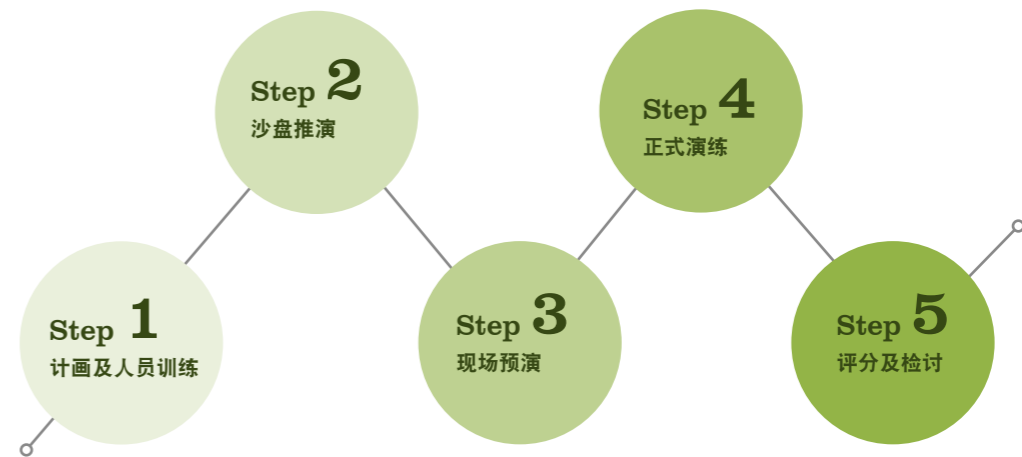 Step 1
计画及人员训练
Step 2
沙盘推演
Step 3
现场预演
Step 4
正式演练
Step 5
评分及检讨